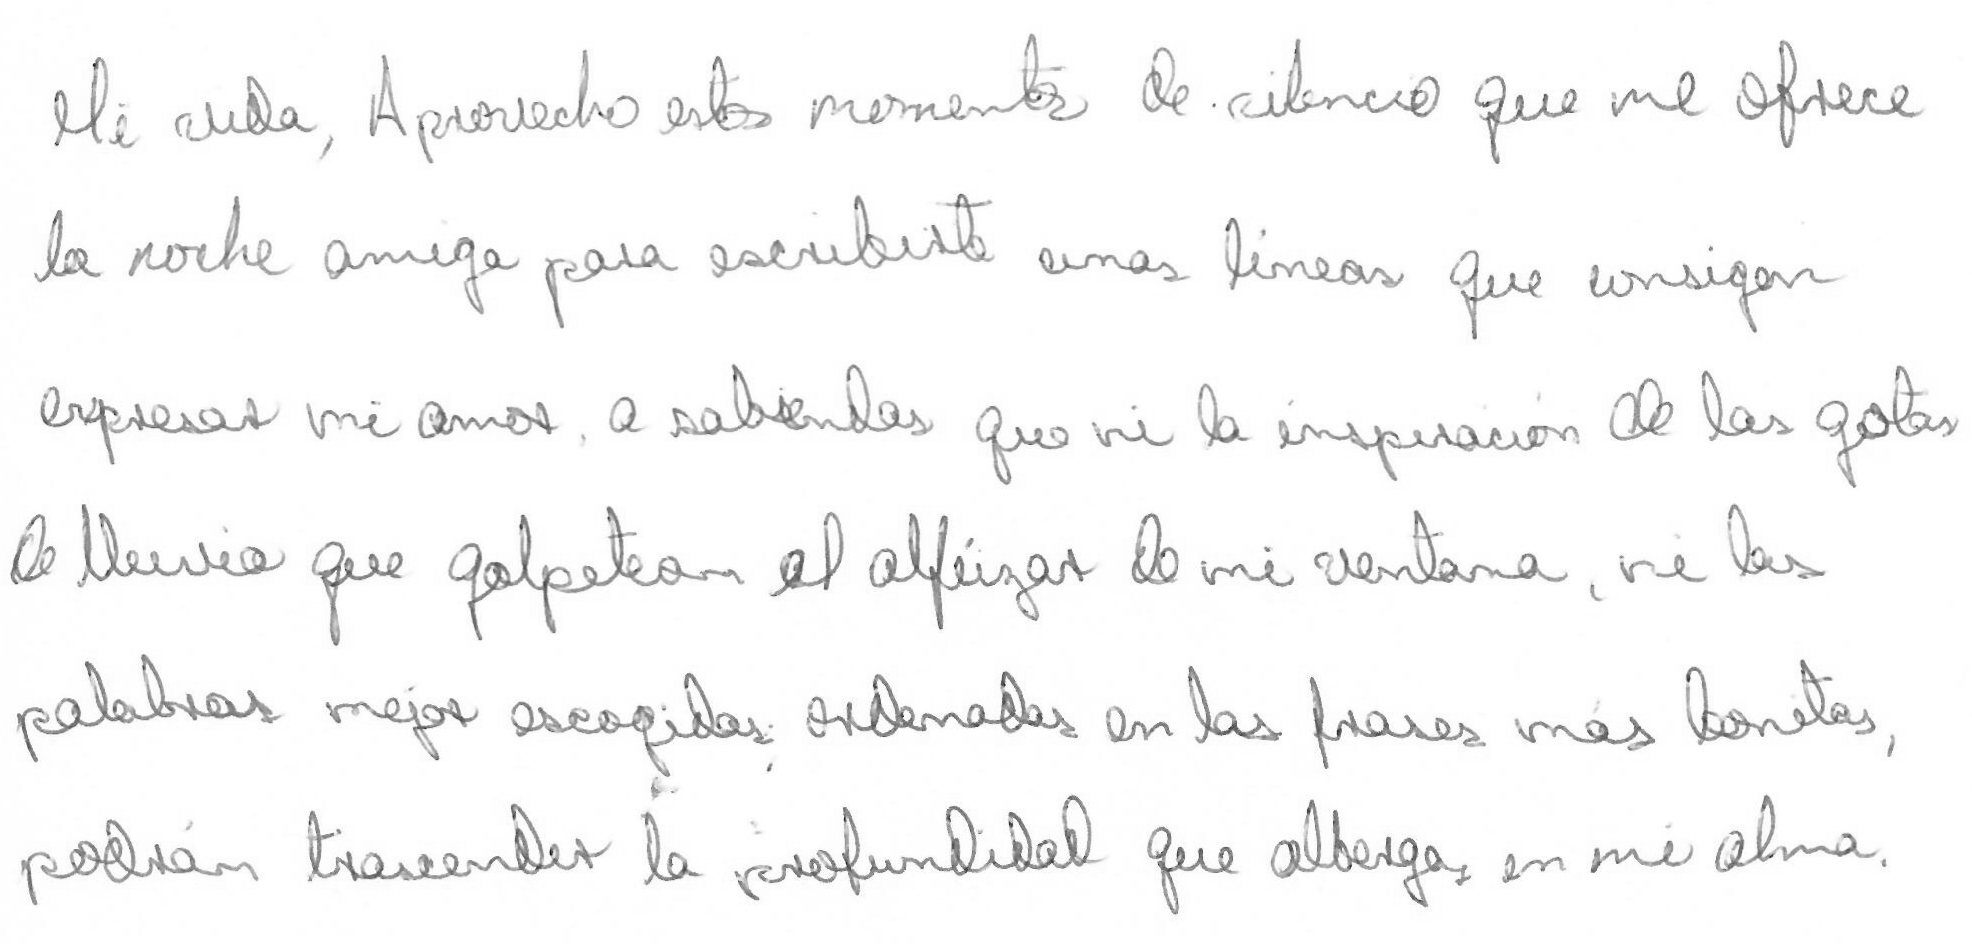 Mi vida, Aprovecho estos momentos de silencio que me ofrece
la noche amiga para escribirte unas líneas que consigan
expresar mi amor, a sabiendas que ni la inspiración de las gotas
de lluvia que golpetean el alféizar de mi ventana, ni las
palabras mejor escogidas, ordenadas en las frases más bonitas,
podrán trascender la profundidad que albergas en mi alma.